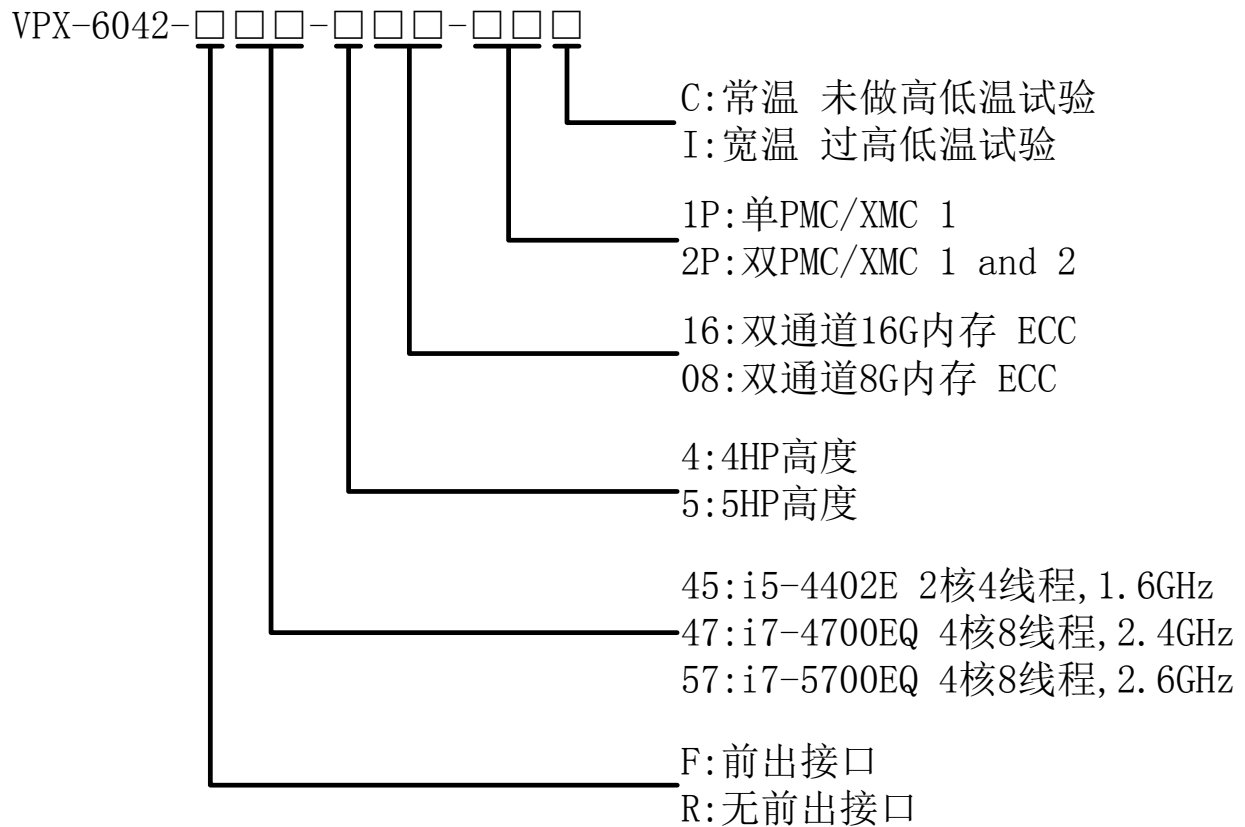 VPX-6042-□□□-□□□-□□□
C:常温 未做高低温试验
I:宽温 过高低温试验
1P:单PMC/XMC 1
2P:双PMC/XMC 1 and 2
16:双通道16G内存 ECC
08:双通道8G内存 ECC
4:4HP高度
5:5HP高度
45:i5-4402E 2核4线程,1.6GHz
47:i7-4700EQ 4核8线程,2.4GHz
57:i7-5700EQ 4核8线程,2.6GHz
F:前出接口
R:无前出接口